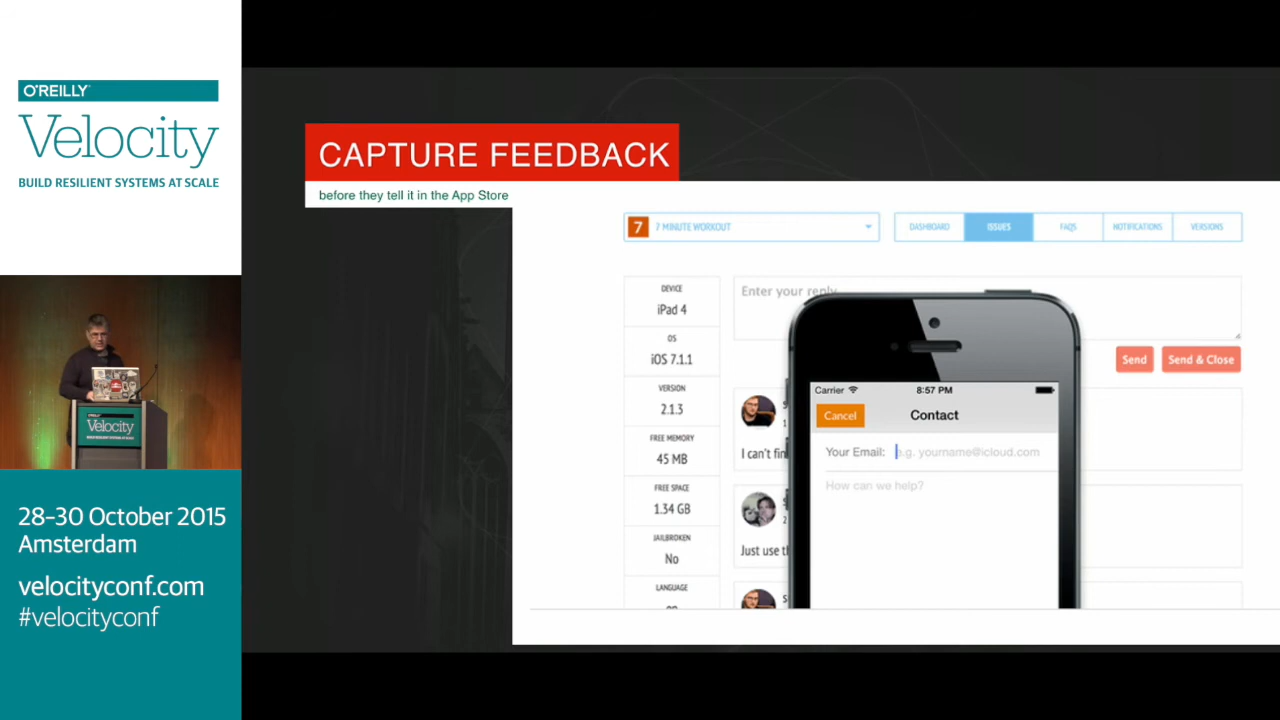 O'REILLY
Velocity
BUILD RESILIENT SYSTEMS AT SCALE
Velocity
28–30 October 2015
Amsterdam
velocityconf.com
#velocityconf
CAPTURE FEEDBACK
before they tell it in the App Store
7 7 MINUTE WORKOUT
DASHBOARD ISSUES FAQS NOTIFICATIONS VERSIONS
DEVICE
iPad 4
OS
iOS 7.1.1
VERSION
2.1.3
FREE MEMORY
45 MB
FREE SPACE
1.34 GB
JAILBROKEN
No
LANGUAGE
Enter your reply
Send Send & Close
I can't fin
Just use th
Carrier 8:57 PM
Cancel Contact
Your Email: e.g. yourname@icloud.com
How can we help?